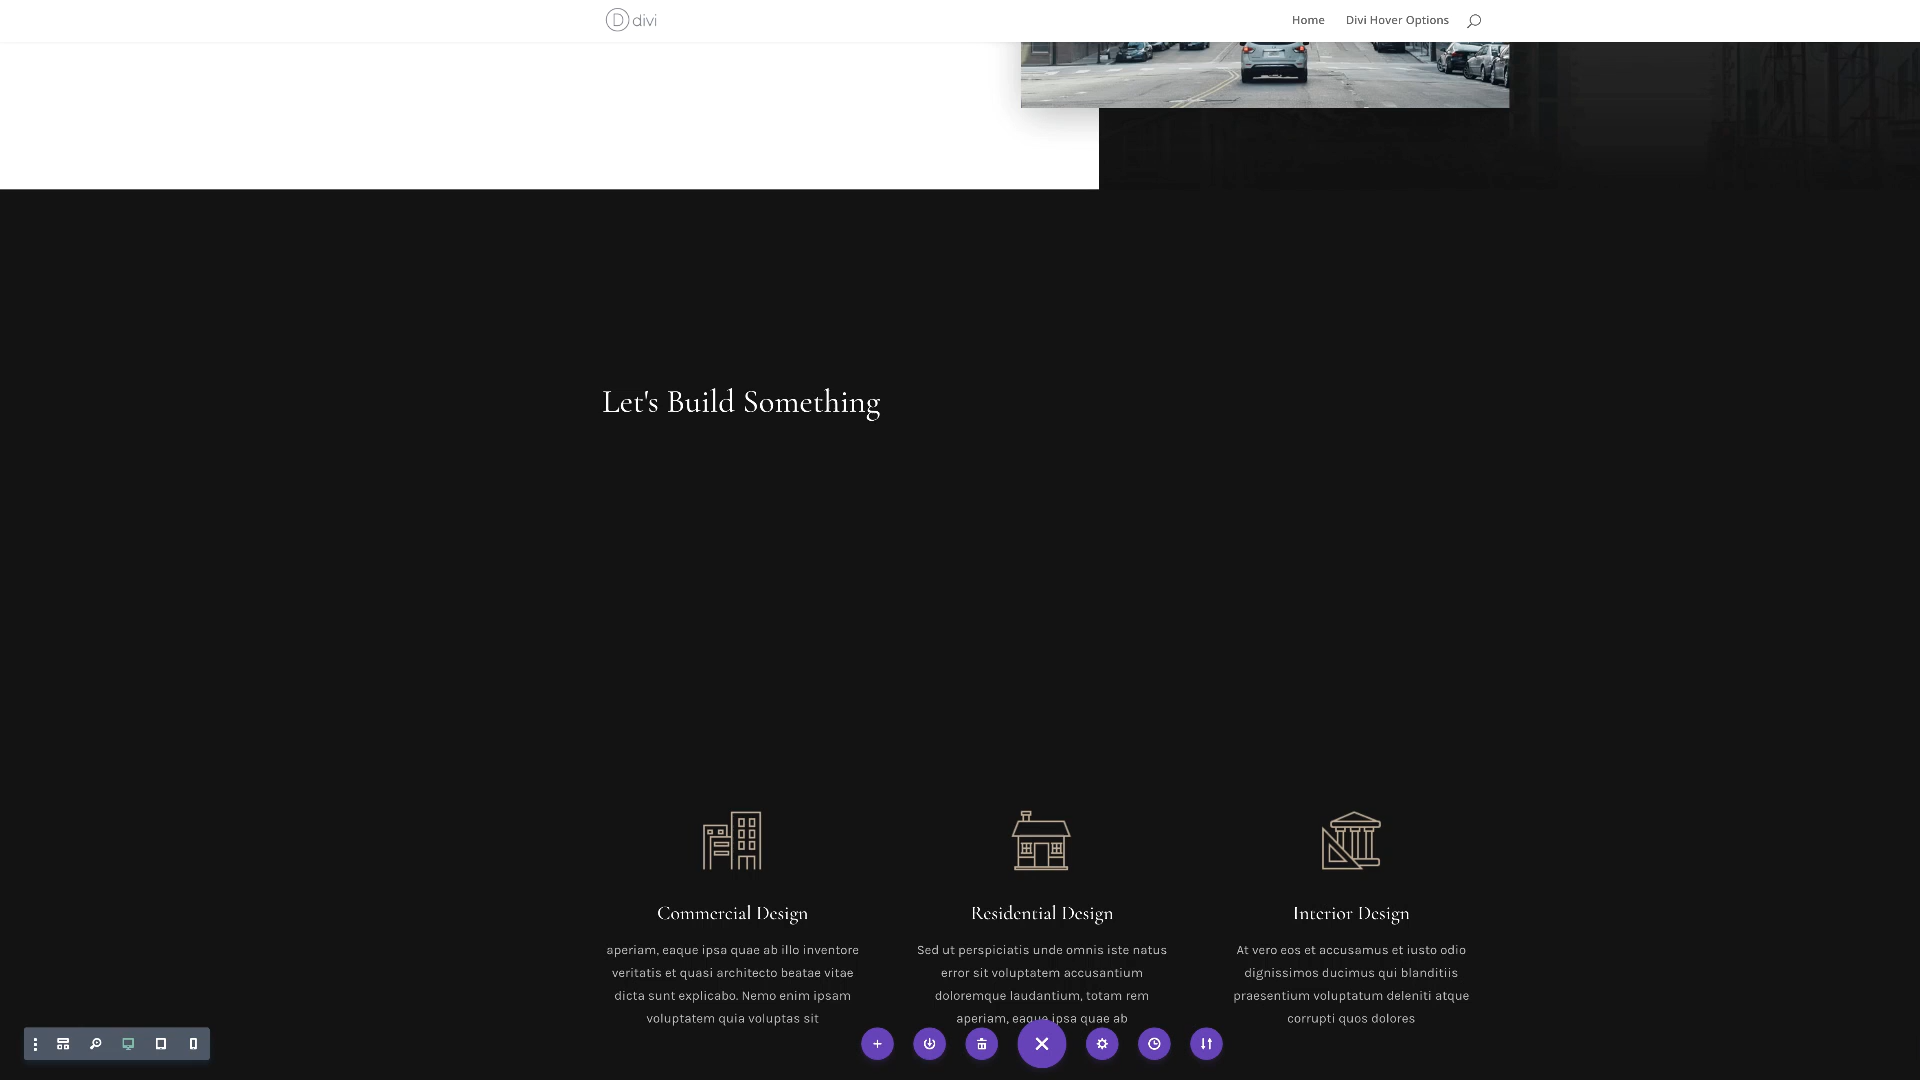 divi
Home
Divi Hover Options
Let's Build Something
Commercial Design
aperiam, eaque ipsa quae ab illo inventore
veritatis et quasi architecto beatae vitae
dicta sunt explicabo. Nemo enim ipsam
voluptatem quia voluptas sit
Residential Design
Sed ut perspiciatis unde omnis iste natus
error sit voluptatem accusantium
doloremque laudantium, totam rem
aperiam, eaque ipsa quae ab
Interior Design
At vero eos et accusamus et iusto odio
dignissimos ducimus qui blanditiis
praesentium voluptatum deleniti atque
corrupti quos dolores